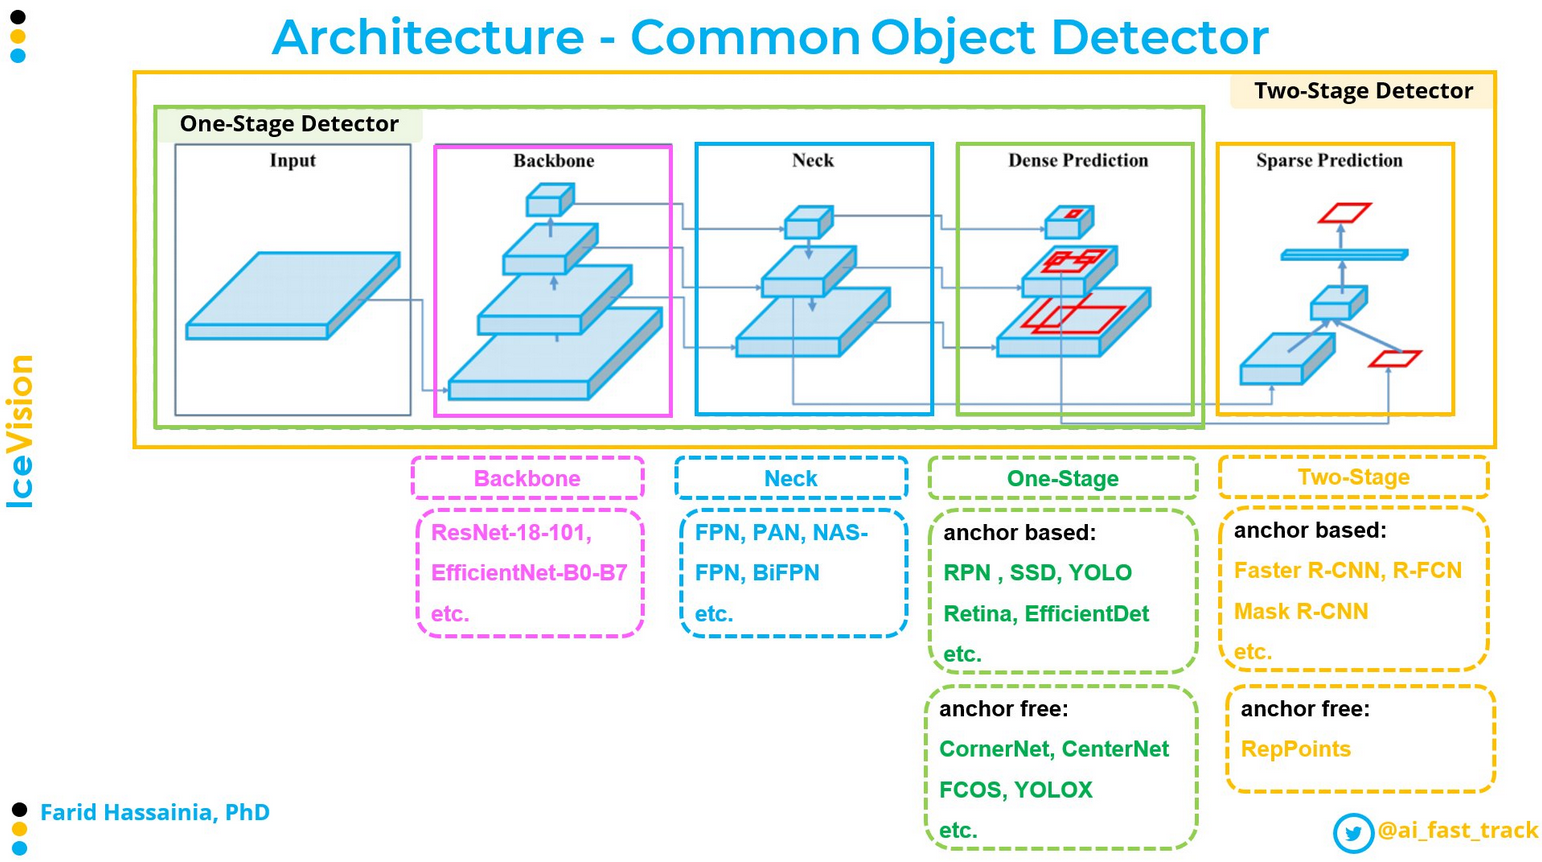 Architecture - Common Object Detector
Two-Stage Detector
One-Stage Detector
Input
Backbone
Neck
Dense Prediction
Sparse Prediction
IceVision
Backbone
ResNet-18-101,
EfficientNet-B0-B7
etc.
Neck
FPN, PAN, NAS-
FPN, BiFPN
etc.
One-Stage
anchor based:
RPN , SSD, YOLO
Retina, EfficientDet
etc.
anchor free:
CornerNet, CenterNet
FCOS, YOLOX
etc.
Two-Stage
anchor based:
Faster R-CNN, R-FCN
Mask R-CNN
etc.
anchor free:
RepPoints
Farid Hassainia, PhD
@ai_fast_track